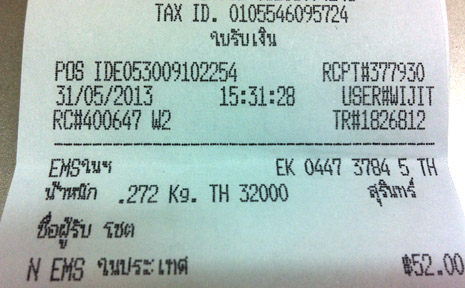 TAX ID. 0105546095724
ใบรับเงิน
POS IDE053009102254 RCPT#377930
31/05/2013 15:31:28 USER#WIJIT
RC#400647 W2 TR#1826812
EMSในฯ EK 0447 3784 5 TH
น้ำหนัก .272 Kg. TH 32000 สุรินทร์
ชื่อผู้รับ โชต
N EMS ในประเทศ ฿52.00